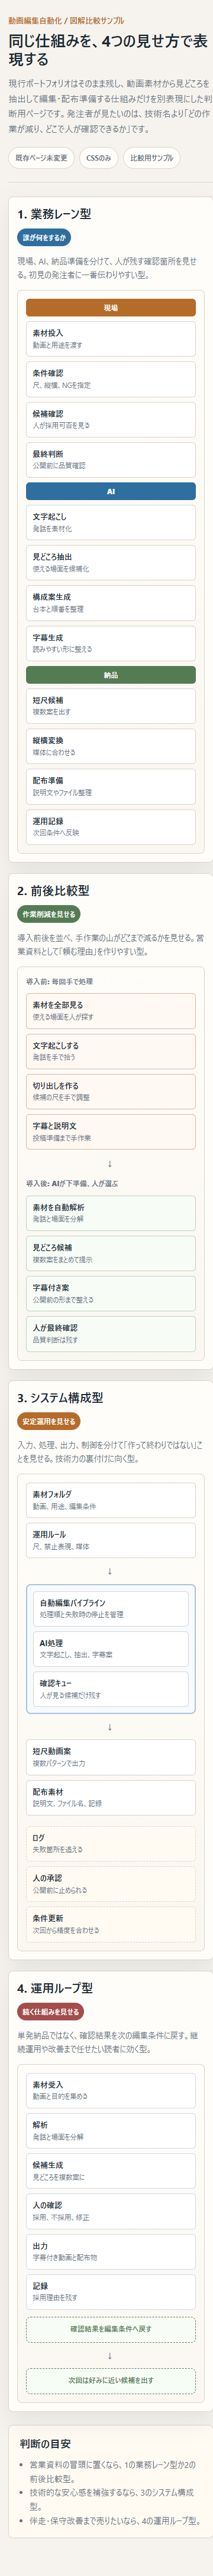 動画編集自動化 / 図解比較サンプル
同じ仕組みを、4つの見せ方で表
現する
現行ポートフォリオはそのまま残し、動画素材から見どころを
抽出して編集・配布準備する仕組みだけを別表現にした判
断用ページです。発注者が見たいのは、技術名より「どの作
業が減り、どこで人が確認できるか」です。
既存ページ未変更
CSSのみ
比較用サンプル
1. 業務レーン型
誰が何をするか
現場、AI、納品準備を分けて、人が残す確認箇所を見せ
る。初見の発注者に一番伝わりやすい型。
現場
素材投入
動画と用途を渡す
条件確認
尺、縦横、NGを指定
候補確認
人が採用可否を見る
最終判断
公開前に品質確認
AI
文字起こし
発話を素材化
見どころ抽出
使える場面を候補化
構成案生成
台本と順番を整理
字幕生成
読みやすい形に整える
納品
短尺候補
複数案を出す
縦横変換
媒体に合わせる
配布準備
説明文やファイル整理
運用記録
次回条件へ反映
2. 前後比較型
作業削減を見せる
導入前後を並べ、手作業の山がどこまで減るかを見せる。営
業資料として「頼む理由」を作りやすい型。
導入前: 毎回手で処理
素材を全部見る
使える場面を人が探す
文字起こしする
発話を手で拾う
切り出しを作る
候補の尺を手で調整
字幕と説明文
投稿準備まで手作業
↓
導入後: AIが下準備、人が選ぶ
素材を自動解析
発話と場面を分解
見どころ候補
複数案をまとめて提示
字幕付き案
公開前の形まで整える
人が最終確認
品質判断は残す
3. システム構成型
安定運用を見せる
入力、処理、出力、制御を分けて「作って終わりではない」こ
とを見せる。技術力の裏付けに向く型。
素材フォルダ
動画、用途、編集条件
運用ルール
尺、禁止表現、媒体
↓
自動編集パイプライン
処理順と失敗時の停止を管理
AI処理
文字起こし、抽出、字幕案
確認キュー
人が見る候補だけ残す
↓
短尺動画案
複数パターンで出力
配布素材
説明文、ファイル名、記録
ログ
失敗箇所を追える
人の承認
公開前に止められる
条件更新
次回から精度を合わせる
4. 運用ループ型
続く仕組みを見せる
単発納品ではなく、確認結果を次の編集条件に戻す。継
続運用や改善まで任せたい読者に効く型。
素材受入
動画と目的を集める
解析
発話と場面を分解
候補生成
見どころを複数案に
人の確認
採用、不採用、修正
出力
字幕付き動画と配布物
記録
採用理由を残す
確認結果を編集条件へ戻す
↓
次回は好みに近い候補を出す
判断の目安
• 営業資料の冒頭に置くなら、1の業務レーン型か2の
前後比較型。
• 技術的な安心感を補強するなら、3のシステム構成
型。
• 伴走・保守改善まで売りたいなら、4の運用ループ型。